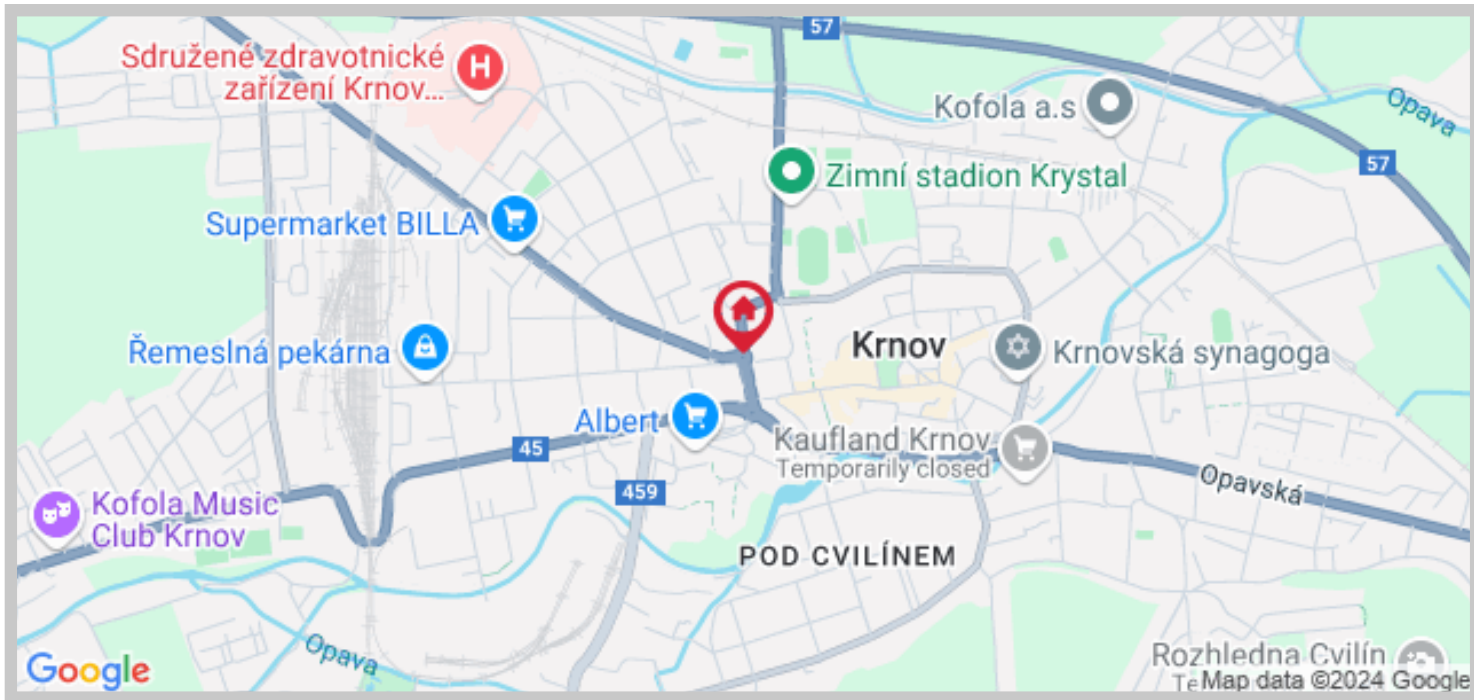 57
Sdružené zdravotnické
zařízení Krnov...
H
Kofola a.s
Opava
57
Zimní stadion Krystal
Supermarket BILLA
Krnov
Řemeslná pekárna
Krnovská synagoga
Albert
Kaufland Krnov
Temporarily closed
45
459
Opavská
Kofola Music
Club Krnov
POD CVILÍNEM
Opava
Rozhledna Cvilín
Te
Google
Map data ©2024 Google